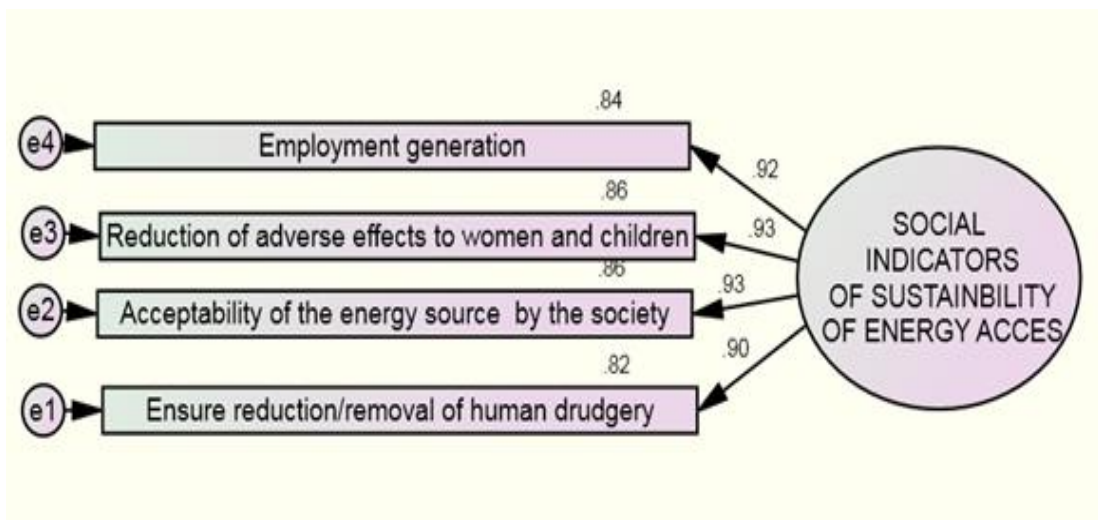 .84
e4
Employment generation
.92
.86
e3
Reduction of adverse effects to women and children
.93
.86
e2
Acceptability of the energy source by the society
.93
.82
e1
Ensure reduction/removal of human drudgery
.90
SOCIAL
INDICATORS
OF SUSTAINBILITY
OF ENERGY ACCES